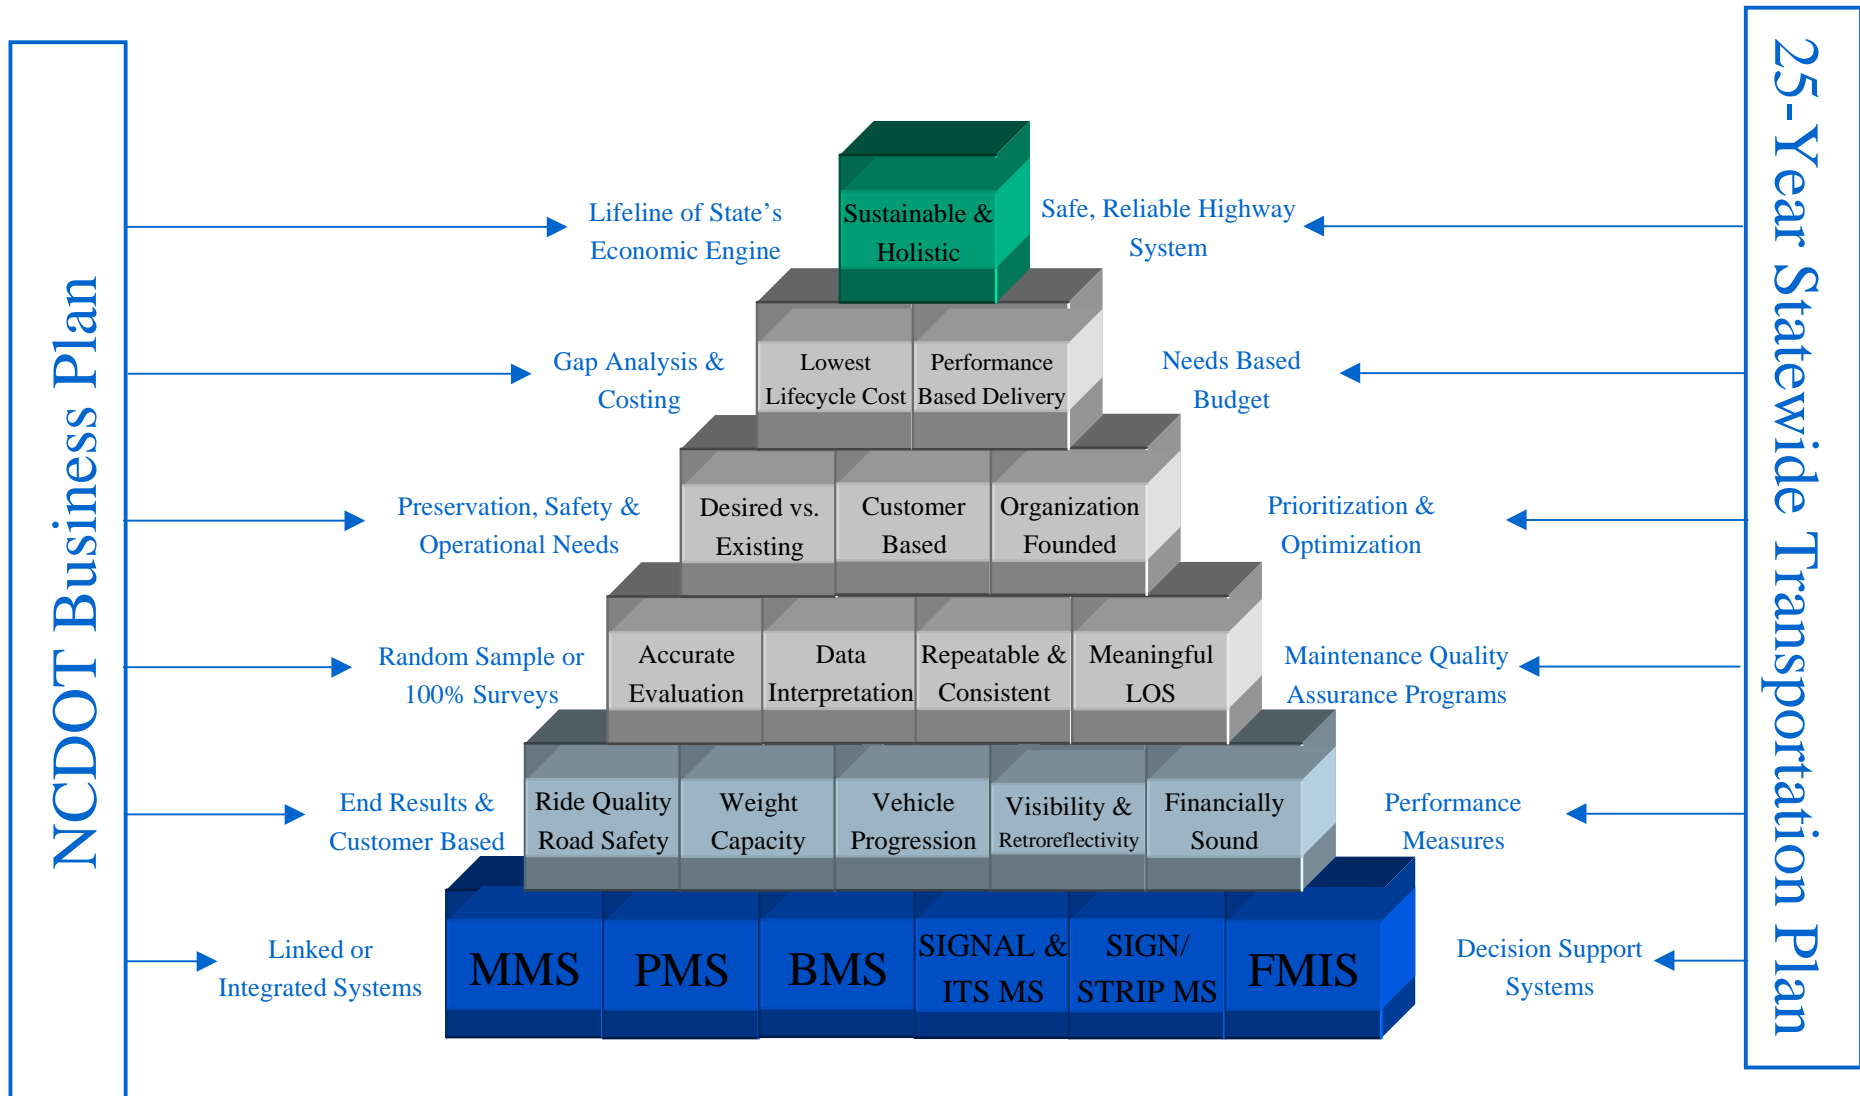 NCDOT Business Plan
25-Year Statewide Transportation Plan
Lifeline of State’s
Economic Engine
Sustainable &
Holistic
Safe, Reliable Highway
System
Gap Analysis &
Costing
Lowest
Lifecycle Cost
Performance
Based Delivery
Needs Based
Budget
Preservation, Safety &
Operational Needs
Desired vs.
Existing
Customer
Based
Organization
Founded
Prioritization &
Optimization
Random Sample or
100% Surveys
Accurate
Evaluation
Data
Interpretation
Repeatable &
Consistent
Meaningful
LOS
Maintenance Quality
Assurance Programs
End Results &
Customer Based
Ride Quality
Road Safety
Weight
Capacity
Vehicle
Progression
Visibility &
Retroreflectivity
Financially
Sound
Performance
Measures
Linked or
Integrated Systems
MMS
PMS
BMS
SIGNAL &
ITS MS
SIGN/
STRIP MS
FMIS
Decision Support
Systems